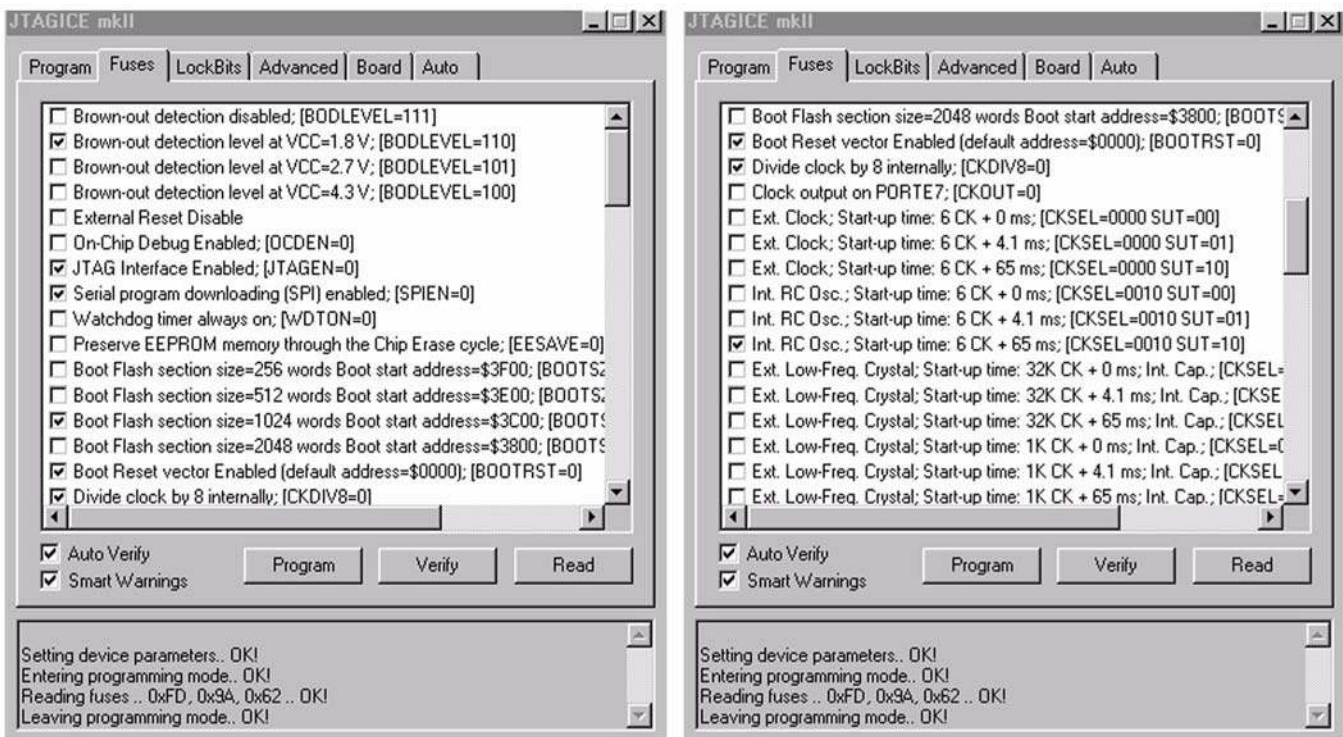 JTAGICE mkII
Program Fuses LockBits Advanced Board Auto
Brown-out detection disabled; [BODLEVEL=111]
Brown-out detection level at VCC=1.8 V; [BODLEVEL=110]
Brown-out detection level at VCC=2.7 V; [BODLEVEL=101]
Brown-out detection level at VCC=4.3 V; [BODLEVEL=100]
External Reset Disable
On-Chip Debug Enabled; [OCDEN=0]
JTAG Interface Enabled; [JTAGEN=0]
Serial program downloading (SPI) enabled; [SPIEN=0]
Watchdog timer always on; [WDTON=0]
Preserve EEPROM memory through the Chip Erase cycle; [EESAVE=0]
Boot Flash section size=256 words Boot start address=$3F00; [BOOTSZ
Boot Flash section size=512 words Boot start address=$3E00; [BOOTSZ
Boot Flash section size=1024 words Boot start address=$3C00; [BOOTS
Boot Flash section size=2048 words Boot start address=$3800; [BOOTS
Boot Reset vector Enabled (default address=$0000); [BOOTRST=0]
Divide clock by 8 internally; [CKDIV8=0]
Auto Verify
Smart Warnings
Program Verify Read
Setting device parameters.. OK!
Entering programming mode.. OK!
Reading fuses .. 0xFD, 0x9A, 0x62 .. OK!
Leaving programming mode.. OK!
JTAGICE mkII
Program Fuses LockBits Advanced Board Auto
Boot Flash section size=2048 words Boot start address=$3800; [BOOTS
Boot Reset vector Enabled (default address=$0000); [BOOTRST=0]
Divide clock by 8 internally; [CKDIV8=0]
Clock output on PORTE7; [CKOUT=0]
Ext. Clock; Start-up time: 6 CK + 0 ms; [CKSEL=0000 SUT=00]
Ext. Clock; Start-up time: 6 CK + 4.1 ms; [CKSEL=0000 SUT=01]
Ext. Clock; Start-up time: 6 CK + 65 ms; [CKSEL=0000 SUT=10]
Int. RC Osc.; Start-up time: 6 CK + 0 ms; [CKSEL=0010 SUT=00]
Int. RC Osc.; Start-up time: 6 CK + 4.1 ms; [CKSEL=0010 SUT=01]
Int. RC Osc.; Start-up time: 6 CK + 65 ms; [CKSEL=0010 SUT=10]
Ext. Low-Freq. Crystal; Start-up time: 32K CK + 0 ms; Int. Cap.; [CKSEL=
Ext. Low-Freq. Crystal; Start-up time: 32K CK + 4.1 ms; Int. Cap.; [CKSE
Ext. Low-Freq. Crystal; Start-up time: 32K CK + 65 ms; Int. Cap.; [CKSEL
Ext. Low-Freq. Crystal; Start-up time: 1K CK + 0 ms; Int. Cap.; [CKSEL=0
Ext. Low-Freq. Crystal; Start-up time: 1K CK + 4.1 ms; Int. Cap.; [CKSEL
Ext. Low-Freq. Crystal; Start-up time: 1K CK + 65 ms; Int. Cap.; [CKSEL=
Auto Verify
Smart Warnings
Program Verify Read
Setting device parameters.. OK!
Entering programming mode.. OK!
Reading fuses .. 0xFD, 0x9A, 0x62 .. OK!
Leaving programming mode.. OK!